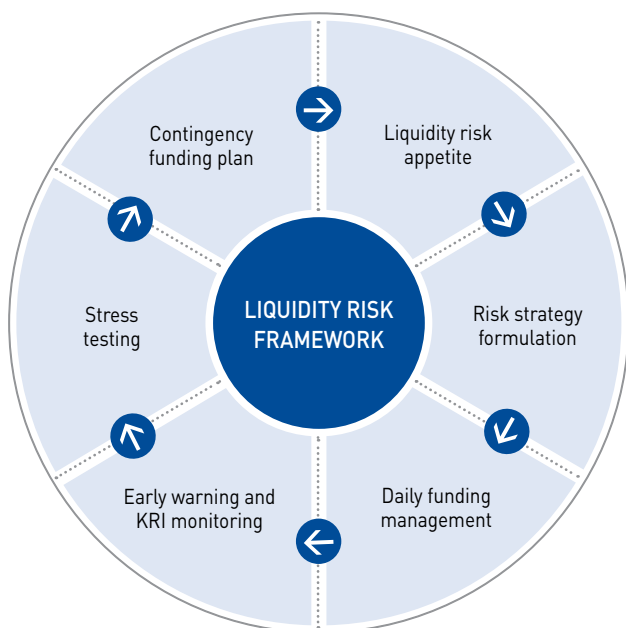 Contingency
funding plan
Liquidity risk
appetite
Stress
testing
LIQUIDITY RISK
FRAMEWORK
Risk strategy
formulation
Early warning and
KRI monitoring
Daily funding
management